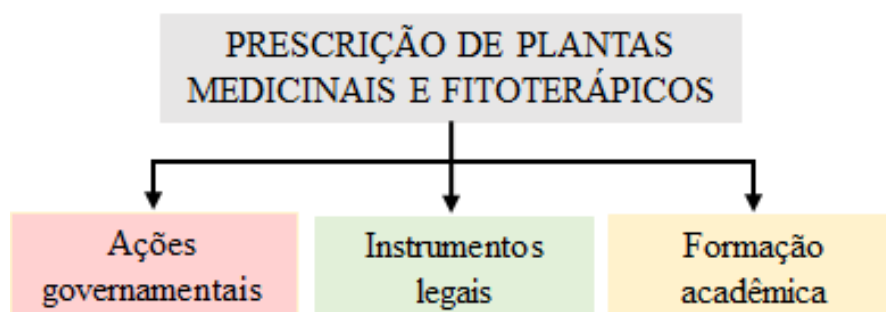 PRESCRIÇÃO DE PLANTAS
MEDICINAIS E FITOTERÁPICOS
Ações
governamentais
Instrumentos
legais
Formação
acadêmica